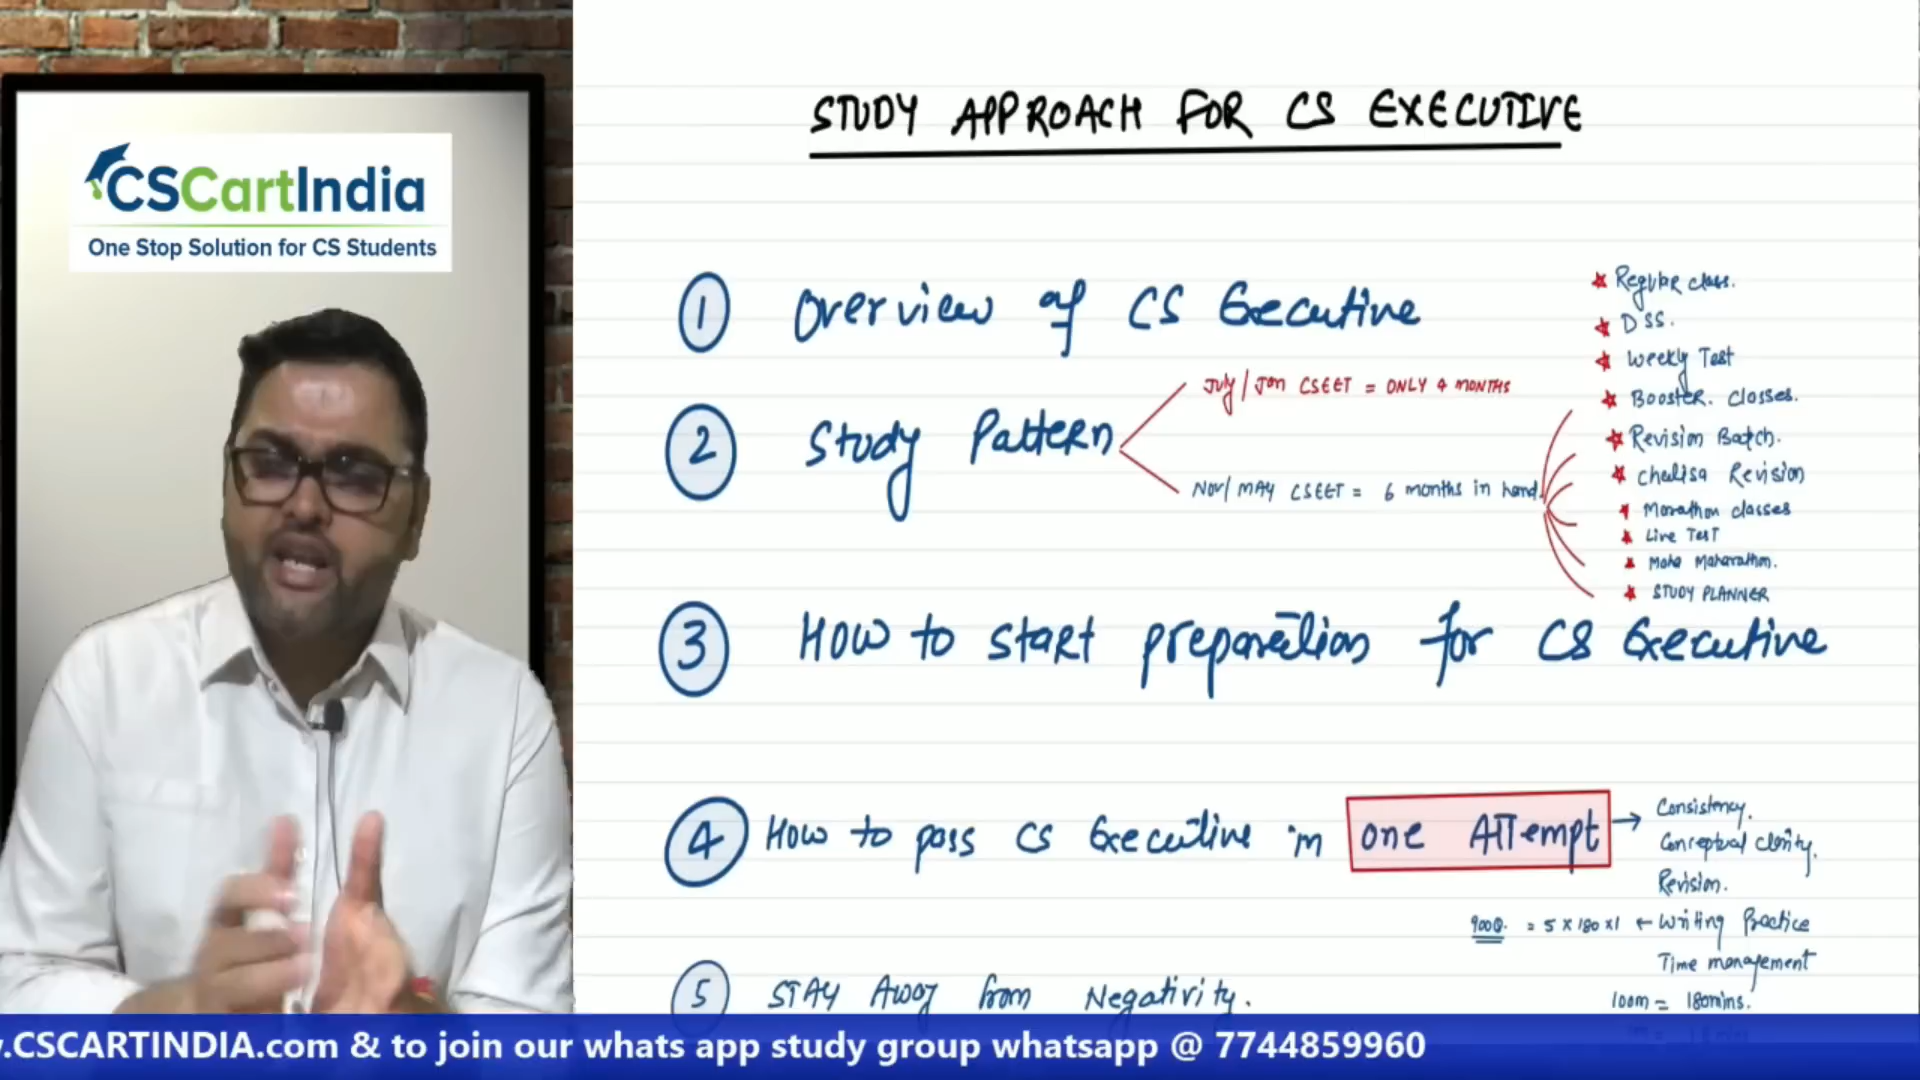 CSCartIndia
One Stop Solution for CS Students
STUDY APPROACH FOR CS EXECUTIVE
1 Overview of CS Executive
2 Study Pattern
July/Jan CSEET = ONLY 4 MONTHS
NOV/MAY CSEET = 6 months in hand
Regular class.
DSS.
Weekly Test
Booster. Classes.
Revision Batch.
Chalisa Revision
Marathon classes
Live Test
Maha Maharathon.
STUDY PLANNER
3 HOW to start preparation for CS Executive
4 HOW to pass CS Executive in one ATTempt
Consistency.
Conceptual clarity.
Revision.
900Q. = 5 x 180 x 1 ← Writing Practice
Time management
100m = 180mins.
5 STAY Away from Negativity.
.CSCARTINDIA.com & to join our whats app study group whatsapp @ 7744859960